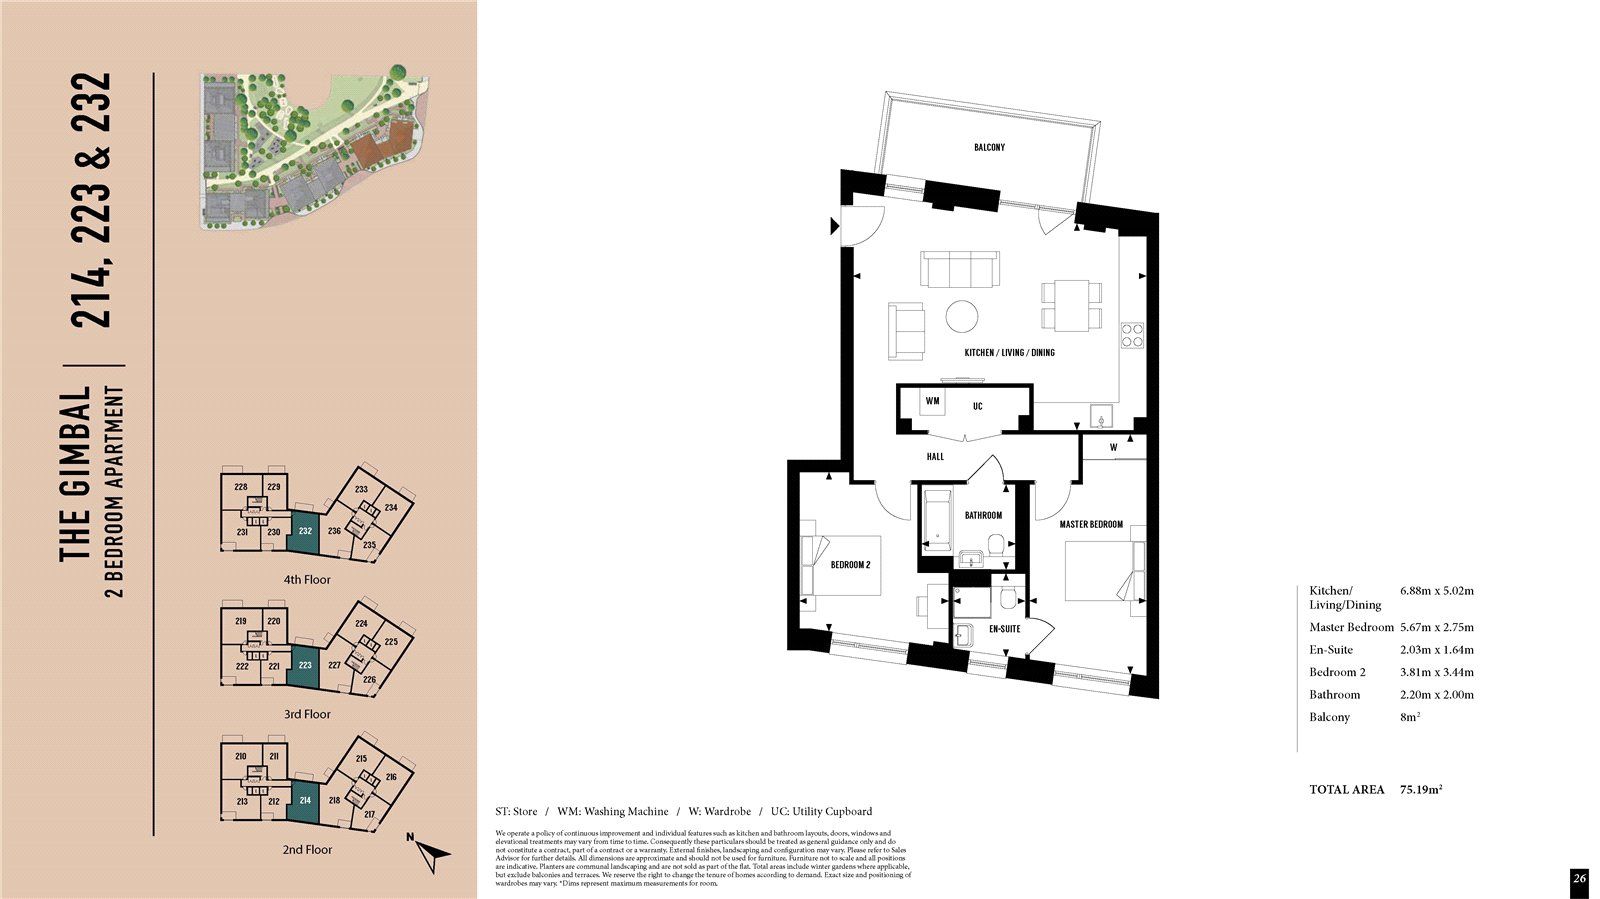 THE GIMBAL
2 BEDROOM APARTMENT
214, 223 & 232
228
229
231
230
232
236
233
234
235
4th Floor
219
220
222
221
223
227
224
225
226
3rd Floor
210
211
213
212
214
218
215
216
217
2nd Floor
N
BALCONY
KITCHEN / LIVING / DINING
WM
UC
HALL
W
BATHROOM
MASTER BEDROOM
BEDROOM 2
EN-SUITE
Kitchen/ 6.88m x 5.02m
Living/Dining
Master Bedroom 5.67m x 2.75m
En-Suite 2.03m x 1.64m
Bedroom 2 3.81m x 3.44m
Bathroom 2.20m x 2.00m
Balcony 8m²
TOTAL AREA 75.19m²
ST: Store / WM: Washing Machine / W: Wardrobe / UC: Utility Cupboard
We operate a policy of continuous improvement and individual features such as kitchen and bathroom layouts, doors, windows and
elevational treatments may vary from time to time. Consequently these particulars should be treated as general guidance only and do
not constitute a contract, part of a contract or a warranty. External finishes, landscaping and configuration may vary. Please refer to Sales
Advisor for further details. All dimensions are approximate and should not be used for furniture. Furniture not to scale and all positions
are indicative. Planters are communal landscaping and are not sold as part of the flat. Total areas include winter gardens where applicable,
but exclude balconies and terraces. We reserve the right to change the tenure of homes according to demand. Exact size and positioning of
wardrobes may vary. *Dims represent maximum measurements for room.
26